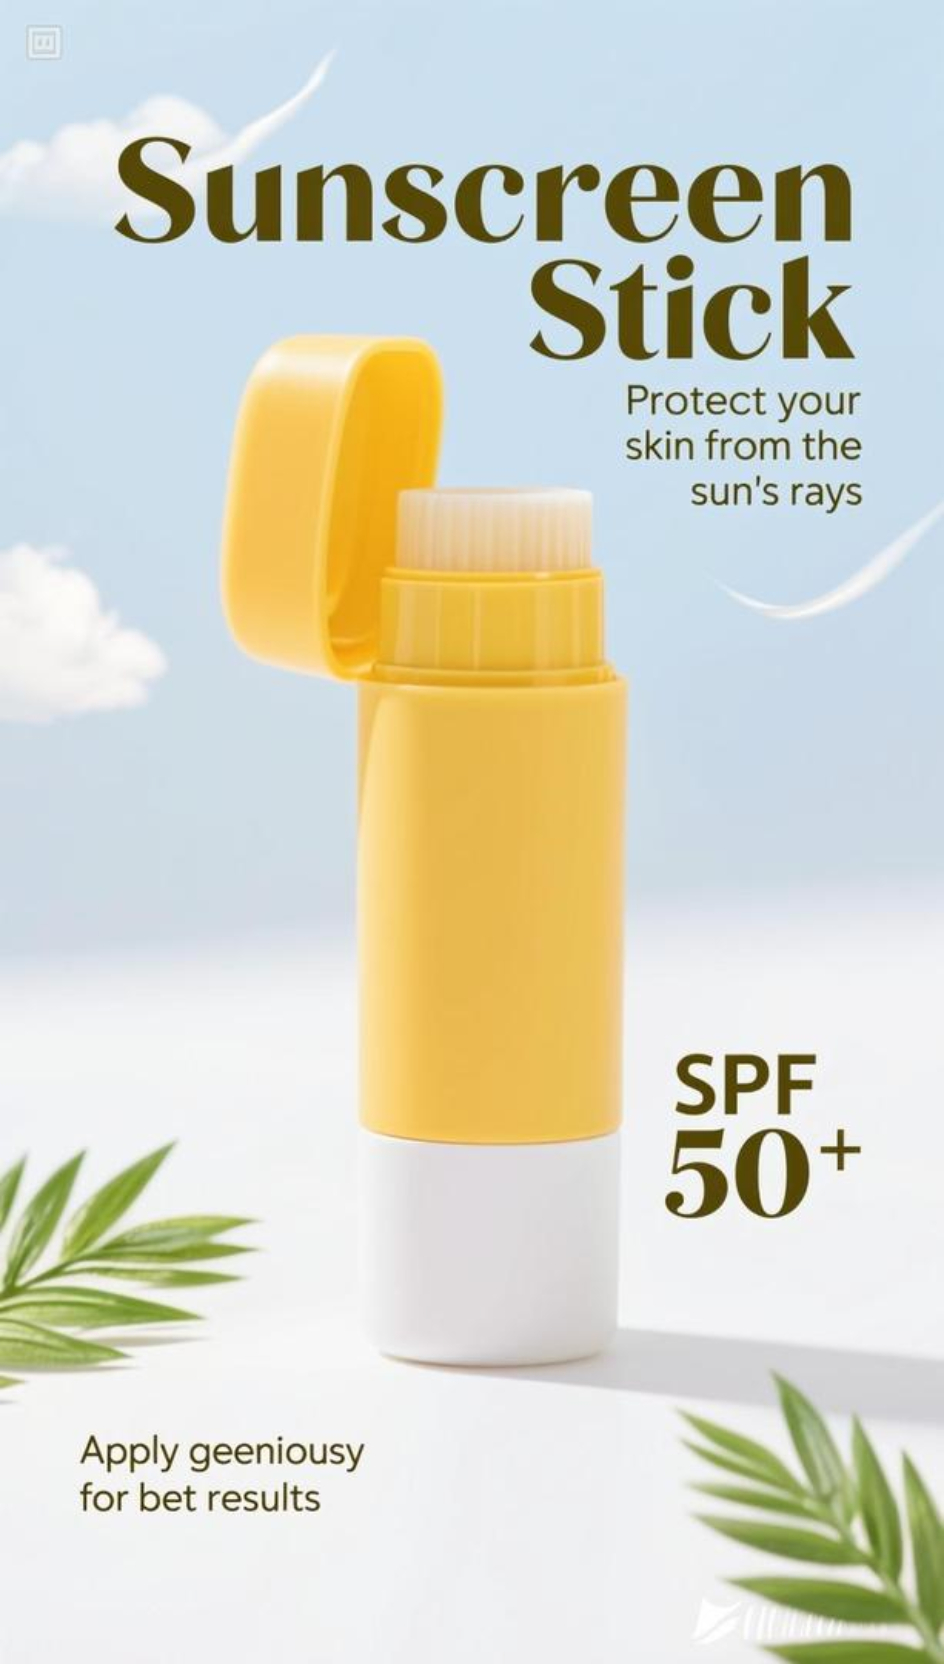 Sunscreen
Stick
Protect your
skin from the
sun's rays
SPF
50+
Apply geeniousy
for bet results